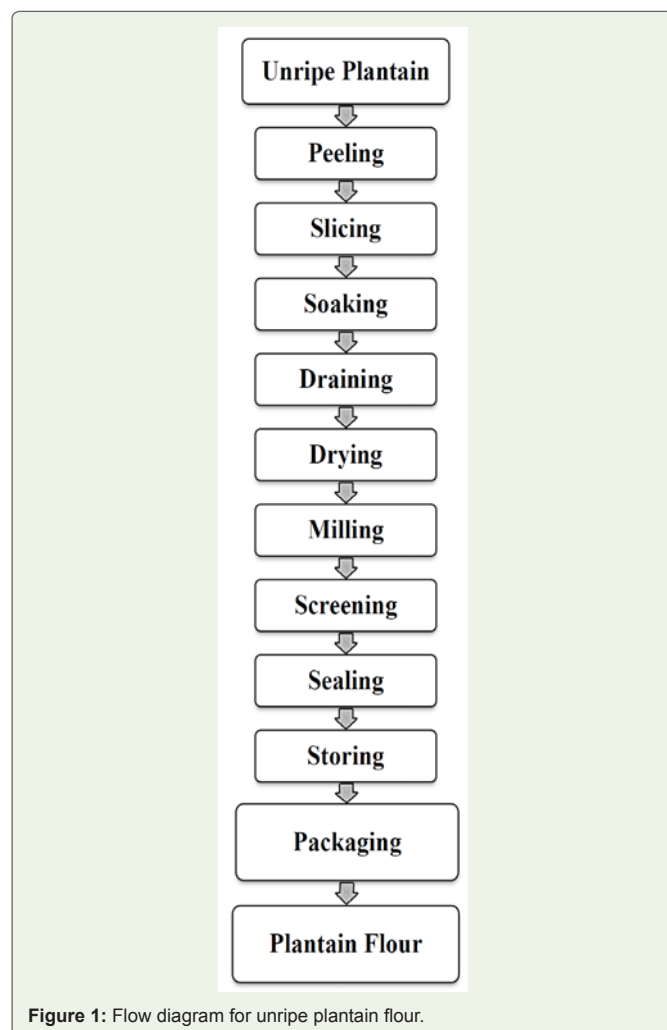 Unripe Plantain
Peeling
Slicing
Soaking
Draining
Drying
Milling
Screening
Sealing
Storing
Packaging
Plantain Flour
Figure 1: Flow diagram for unripe plantain flour.